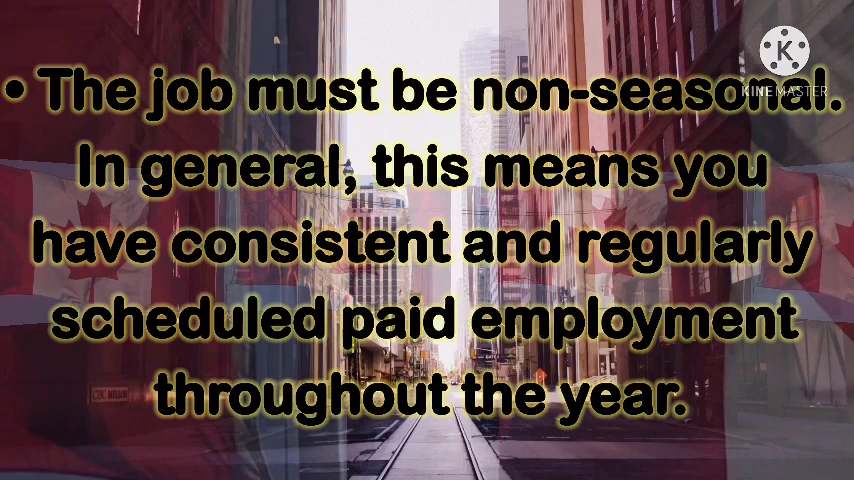 KINEMASTER
• The job must be non-seasonal.
In general, this means you
have consistent and regularly
scheduled paid employment
throughout the year.